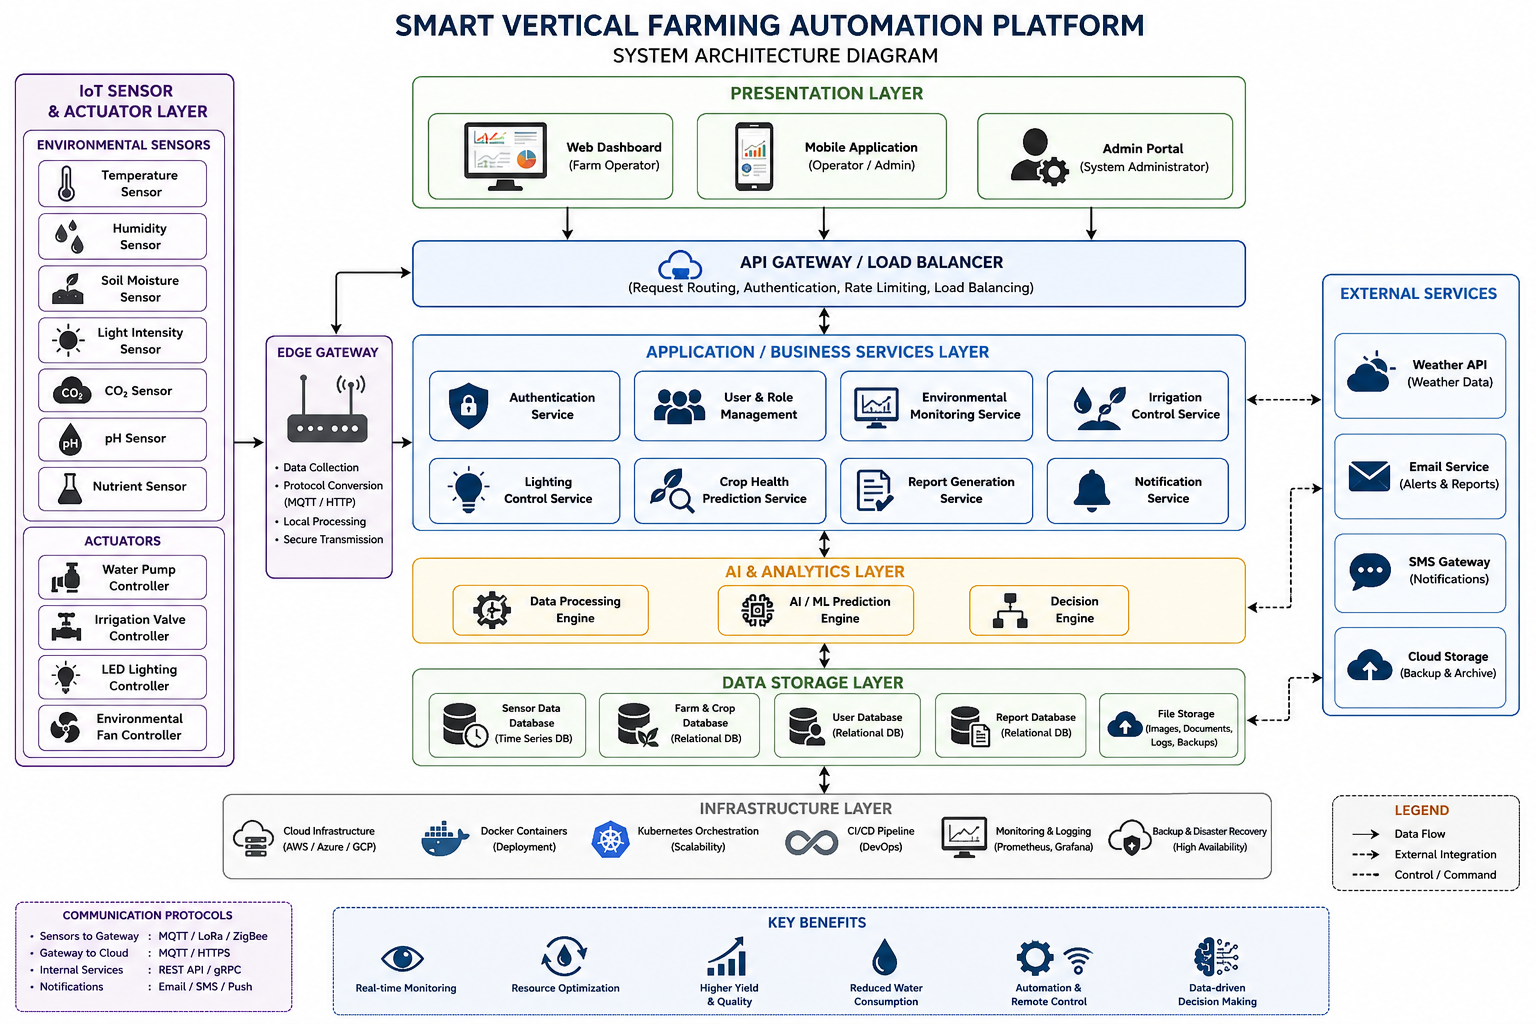 SMART VERTICAL FARMING AUTOMATION PLATFORM
SYSTEM ARCHITECTURE DIAGRAM
IoT SENSOR
& ACTUATOR LAYER
ENVIRONMENTAL SENSORS
Temperature
Sensor
Humidity
Sensor
Soil Moisture
Sensor
Light Intensity
Sensor
CO₂
CO₂ Sensor
pH
pH Sensor
Nutrient Sensor
ACTUATORS
Water Pump
Controller
Irrigation Valve
Controller
LED Lighting
Controller
Environmental
Fan Controller
EDGE GATEWAY
• Data Collection
• Protocol Conversion
(MQTT / HTTP)
• Local Processing
• Secure Transmission
PRESENTATION LAYER
Web Dashboard
(Farm Operator)
Mobile Application
(Operator / Admin)
Admin Portal
(System Administrator)
API GATEWAY / LOAD BALANCER
(Request Routing, Authentication, Rate Limiting, Load Balancing)
APPLICATION / BUSINESS SERVICES LAYER
Authentication
Service
User & Role
Management
Environmental
Monitoring Service
Irrigation
Control Service
Lighting
Control Service
Crop Health
Prediction Service
Report Generation
Service
Notification
Service
AI & ANALYTICS LAYER
Data Processing
Engine
AI / ML Prediction
Engine
Decision
Engine
DATA STORAGE LAYER
Sensor Data
Database
(Time Series DB)
Farm & Crop
Database
(Relational DB)
User Database
(Relational DB)
Report Database
(Relational DB)
File Storage
(Images, Documents,
Logs, Backups)
INFRASTRUCTURE LAYER
Cloud Infrastructure
(AWS / Azure / GCP)
Docker Containers
(Deployment)
Kubernetes Orchestration
(Scalability)
CI/CD Pipeline
(DevOps)
Monitoring & Logging
(Prometheus, Grafana)
Backup & Disaster Recovery
(High Availability)
EXTERNAL SERVICES
Weather API
(Weather Data)
Email Service
(Alerts & Reports)
SMS Gateway
(Notifications)
Cloud Storage
(Backup & Archive)
LEGEND
Data Flow
External Integration
Control / Command
COMMUNICATION PROTOCOLS
• Sensors to Gateway : MQTT / LoRa / ZigBee
• Gateway to Cloud : MQTT / HTTPS
• Internal Services : REST API / gRPC
• Notifications : Email / SMS / Push
KEY BENEFITS
Real-time Monitoring
Resource Optimization
Higher Yield
& Quality
Reduced Water
Consumption
Automation &
Remote Control
Data-driven
Decision Making